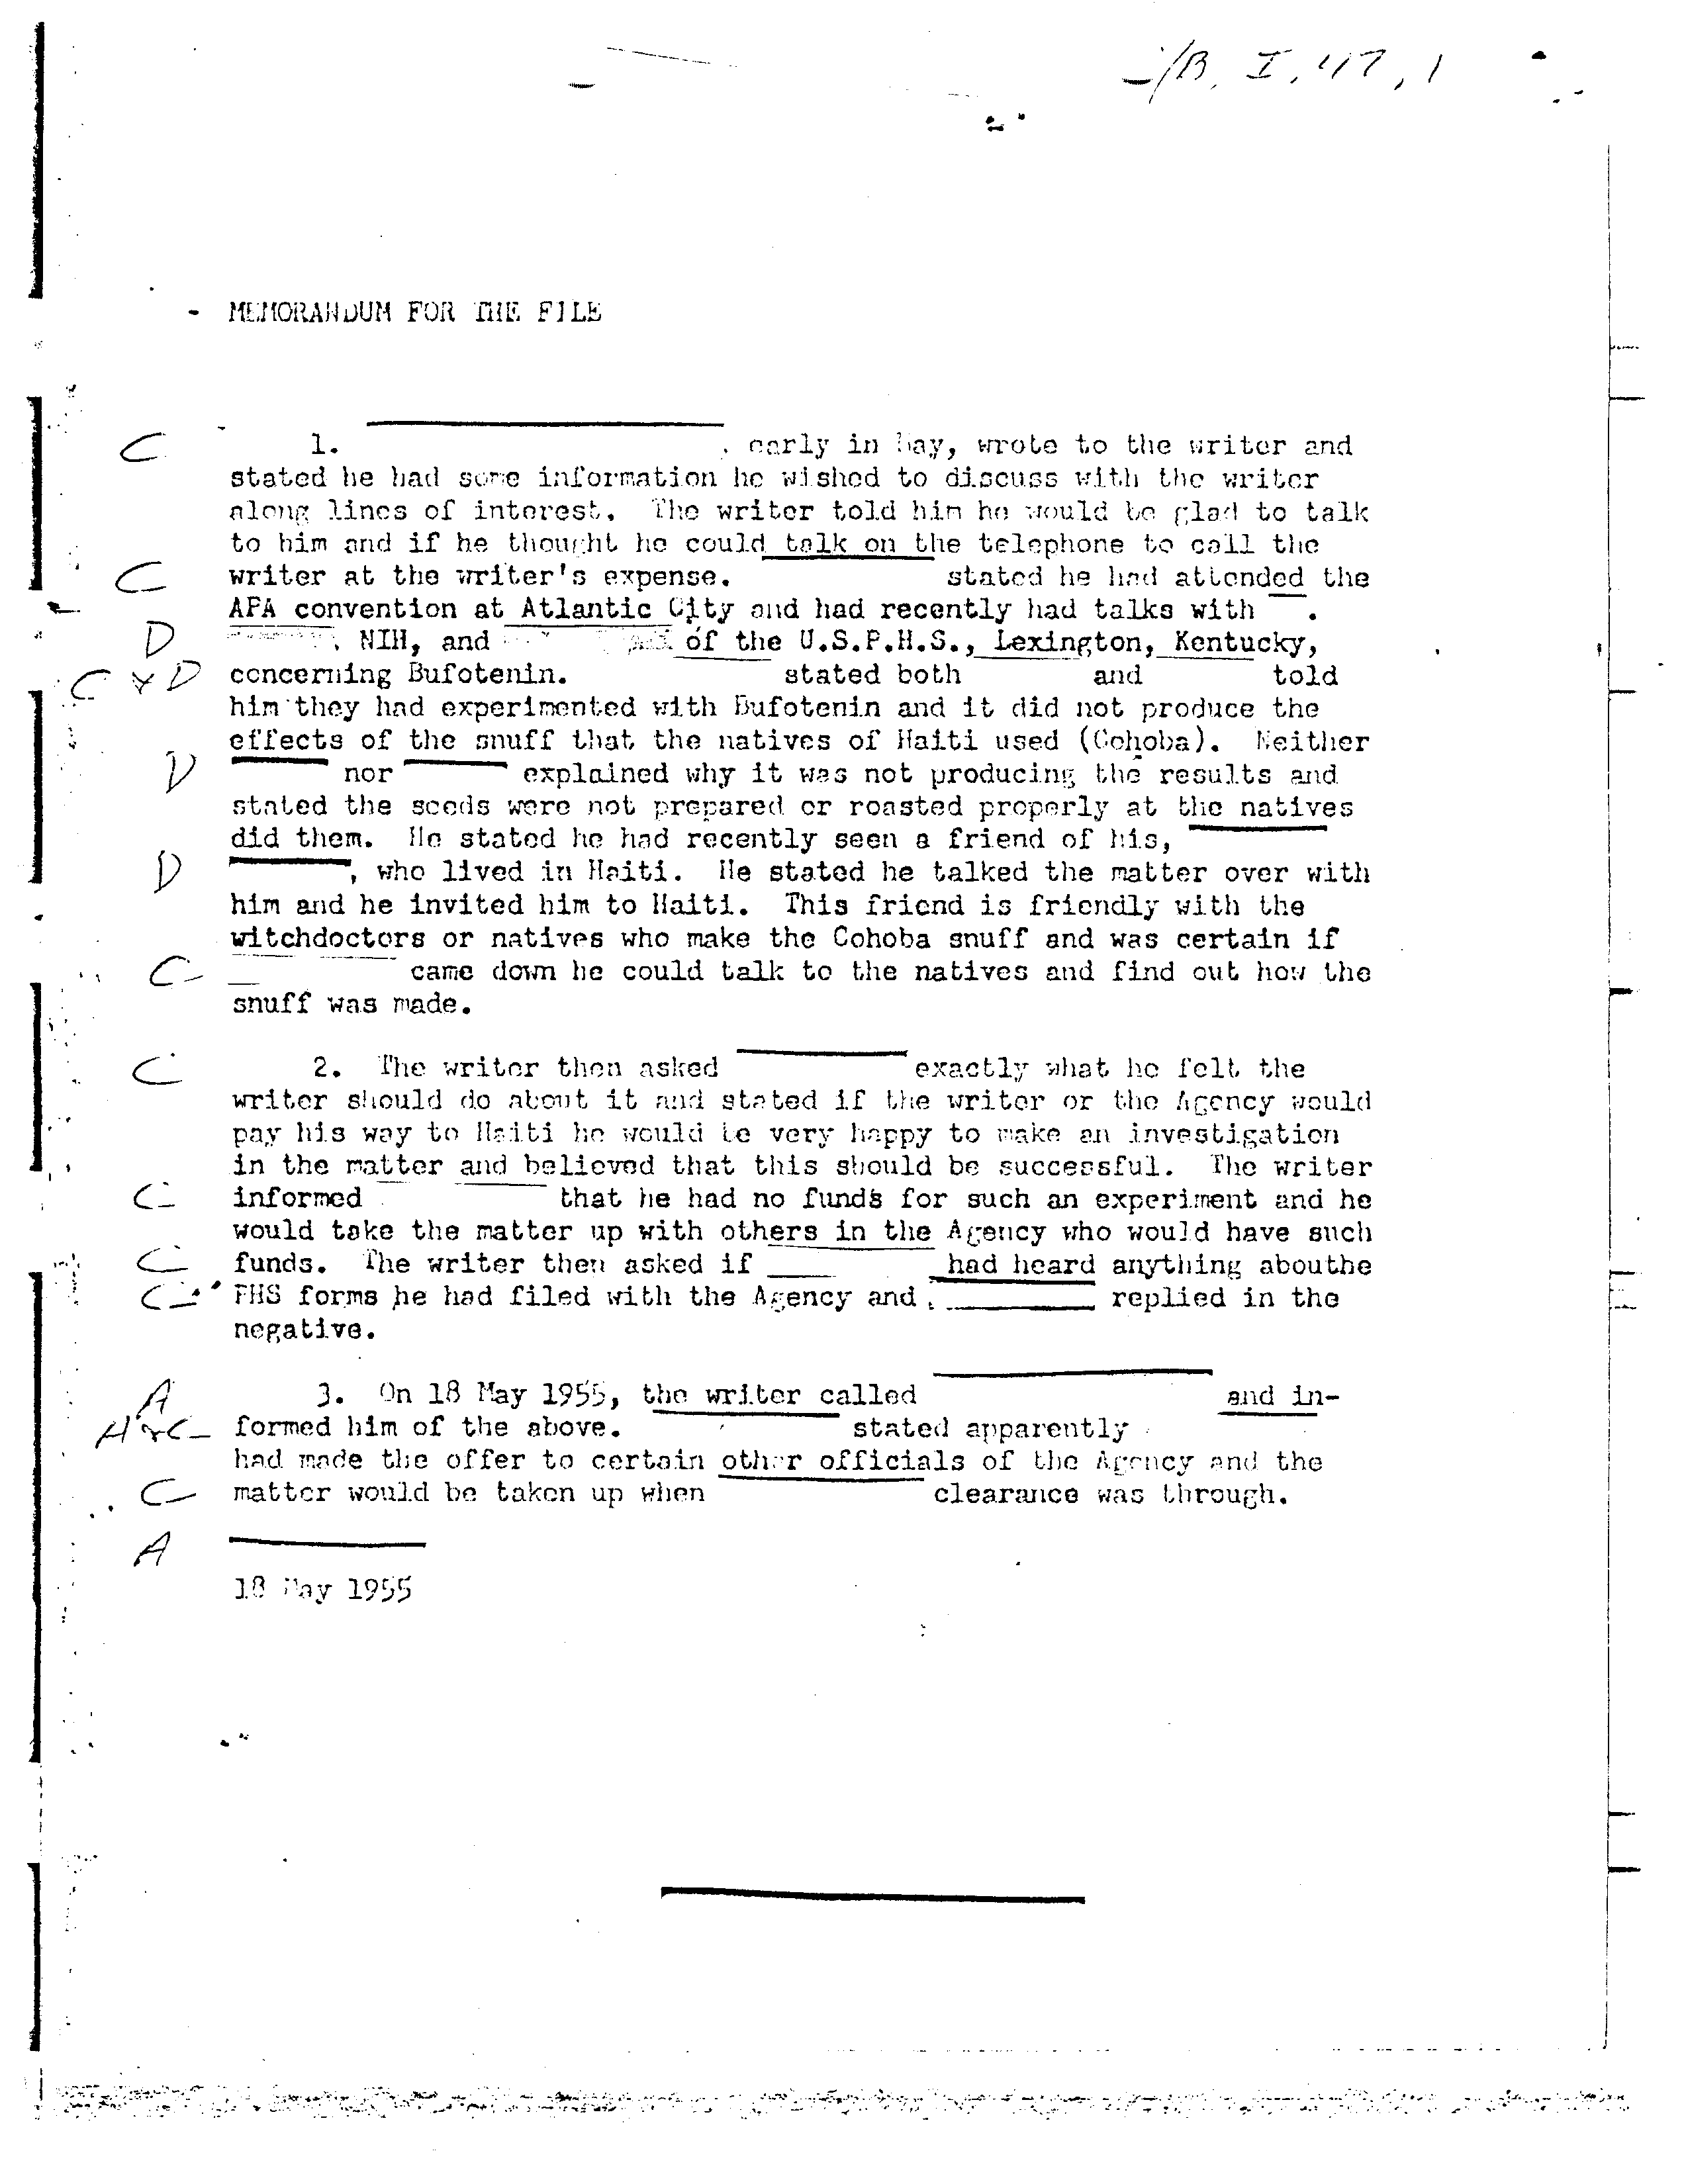 I, 47, 1
MEMORANDUM FOR THE FILE
C 1. , early in May, wrote to the writer and
stated he had some information he wished to discuss with the writer
along lines of interest. The writer told him he would be glad to talk
to him and if he thought he could talk on the telephone to call the
C writer at the writer's expense. stated he had attended the
APA convention at Atlantic City and had recently had talks with
D , NIH, and of the U.S.P.H.S., Lexington, Kentucky,
C & D concerning Bufotenin. stated both and told
him they had experimented with Bufotenin and it did not produce the
effects of the snuff that the natives of Haiti used (Cohoba). Neither
D nor explained why it was not producing the results and
stated the seeds were not prepared or roasted properly at the natives
did them. He stated he had recently seen a friend of his,
D , who lived in Haiti. He stated he talked the matter over with
him and he invited him to Haiti. This friend is friendly with the
witchdoctors or natives who make the Cohoba snuff and was certain if
C came down he could talk to the natives and find out how the
snuff was made.
C 2. The writer then asked exactly what he felt the
writer should do about it and stated if the writer or the Agency would
pay his way to Haiti he would be very happy to make an investigation
in the matter and believed that this should be successful. The writer
C informed that he had no funds for such an experiment and he
would take the matter up with others in the Agency who would have such
C funds. The writer then asked if had heard anything abouthe
C PHS forms he had filed with the Agency and replied in the
negative.
A 3. On 18 May 1955, the writer called and in-
A & C formed him of the above. stated apparently
had made the offer to certain other officials of the Agency and the
C matter would be taken up when clearance was through.
A
18 May 1955